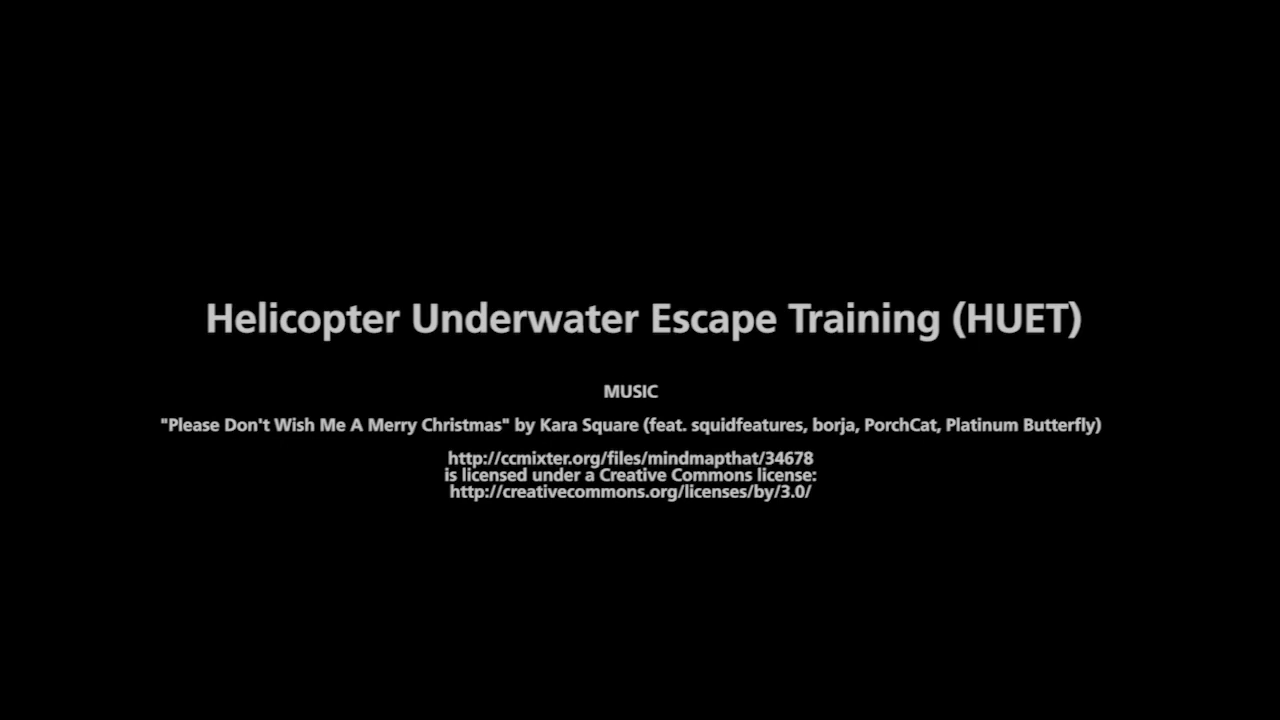 Helicopter Underwater Escape Training (HUET)
MUSIC
"Please Don't Wish Me A Merry Christmas" by Kara Square (feat. squidfeatures, borja, PorchCat, Platinum Butterfly)
http://ccmixter.org/files/mindmapthat/34678
is licensed under a Creative Commons license:
http://creativecommons.org/licenses/by/3.0/